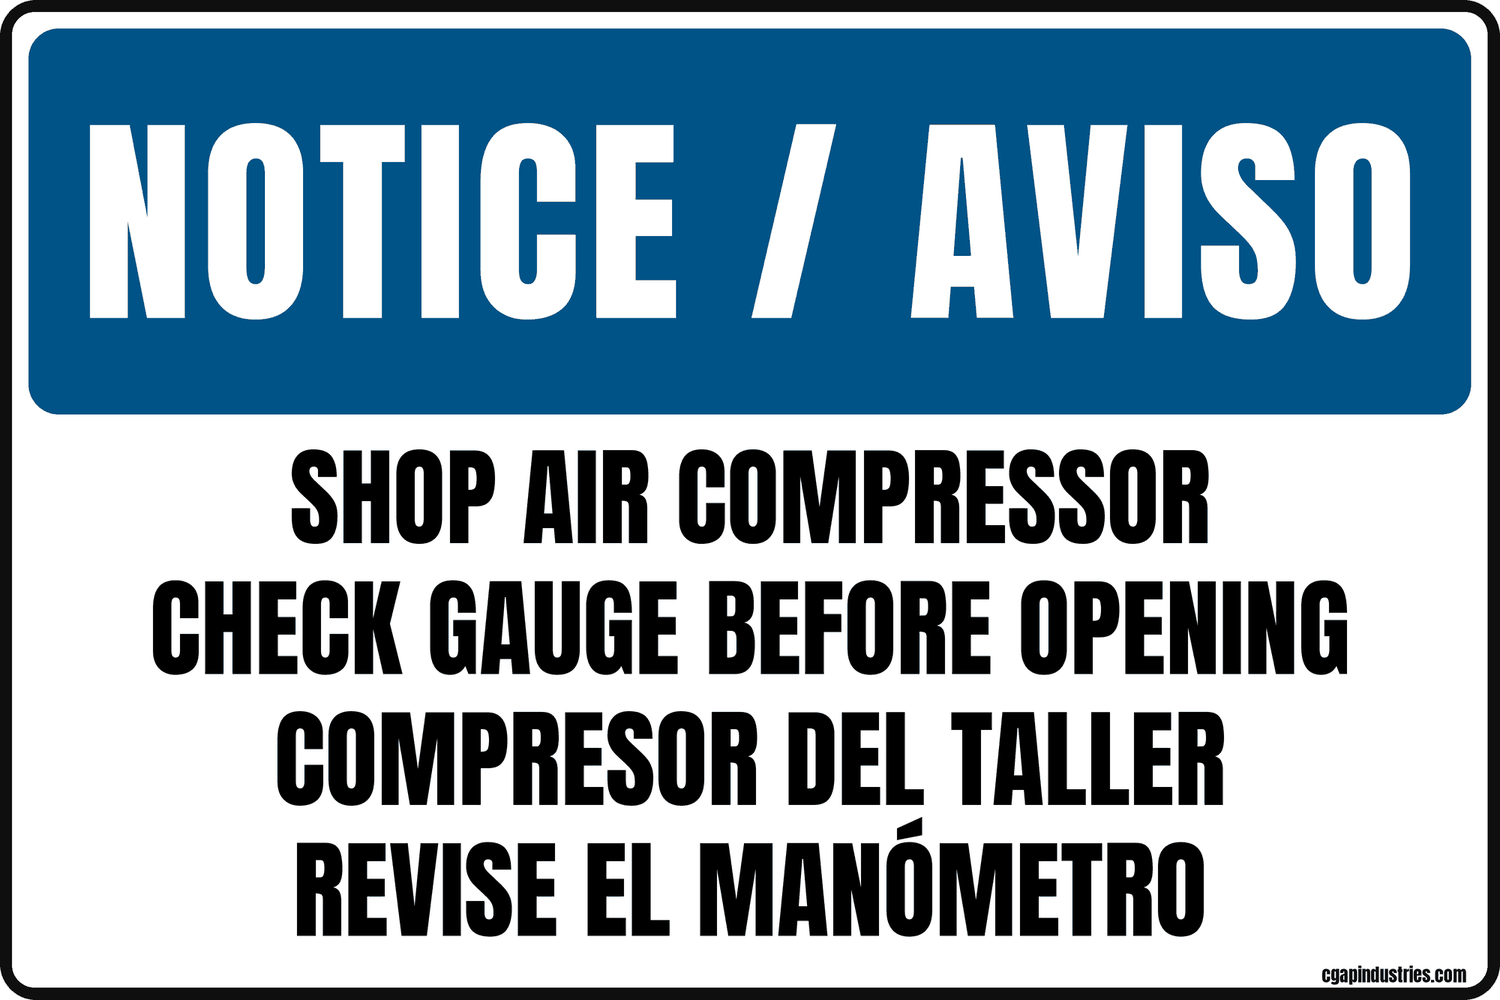 NOTICE / AVISO
SHOP AIR COMPRESSOR
CHECK GAUGE BEFORE OPENING
COMPRESOR DEL TALLER
REVISE EL MANÓMETRO
cgapindustries.com